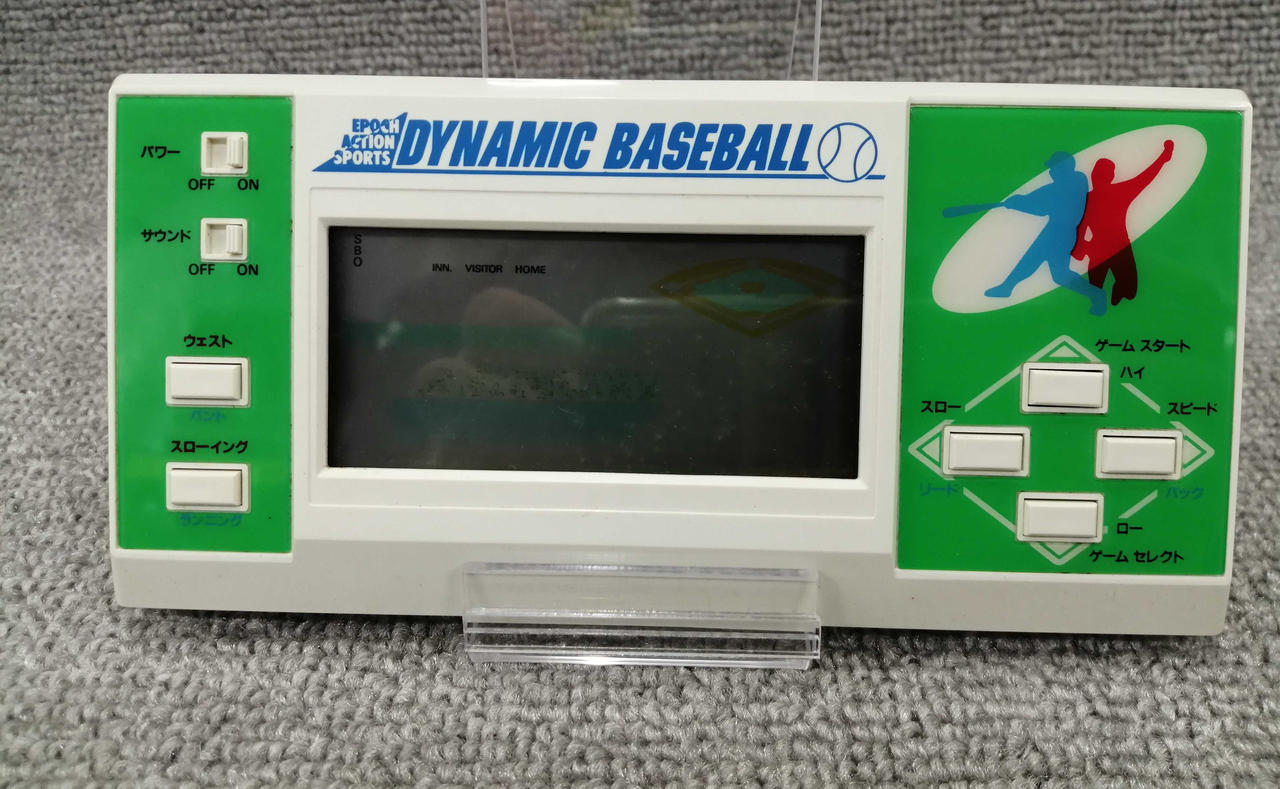 EPOCH
ACTION
SPORTS
DYNAMIC BASEBALL
パワー
OFF ON
サウンド
OFF ON
ウェスト
バント
スローイング
ランニング
S
B
O
INN. VISITOR HOME
ゲーム スタート
ハイ
スロー
スピード
リード
バック
ロー
ゲーム セレクト